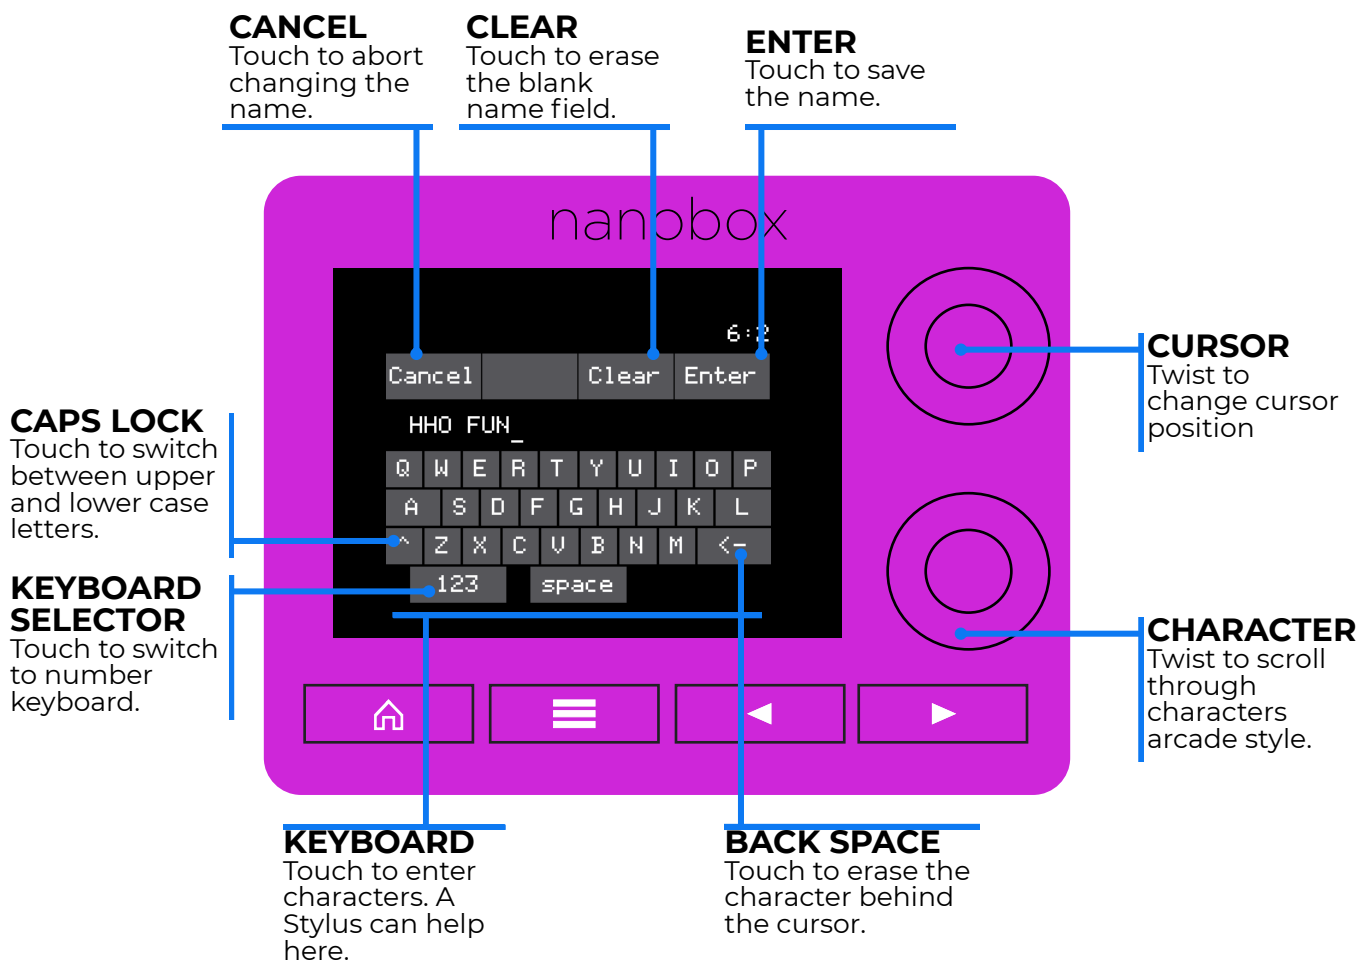 CANCEL
Touch to abort
changing the
name.
CLEAR
Touch to erase
the blank
name field.
ENTER
Touch to save
the name.
nanobox
6:2
Cancel
Clear
Enter
HHO FUN_
Q W E R T Y U I O P
A S D F G H J K L
^ Z X C V B N M <-
123
space
CAPS LOCK
Touch to switch
between upper
and lower case
letters.
KEYBOARD
SELECTOR
Touch to switch
to number
keyboard.
CURSOR
Twist to
change cursor
position
CHARACTER
Twist to scroll
through
characters
arcade style.
KEYBOARD
Touch to enter
characters. A
Stylus can help
here.
BACK SPACE
Touch to erase the
character behind
the cursor.